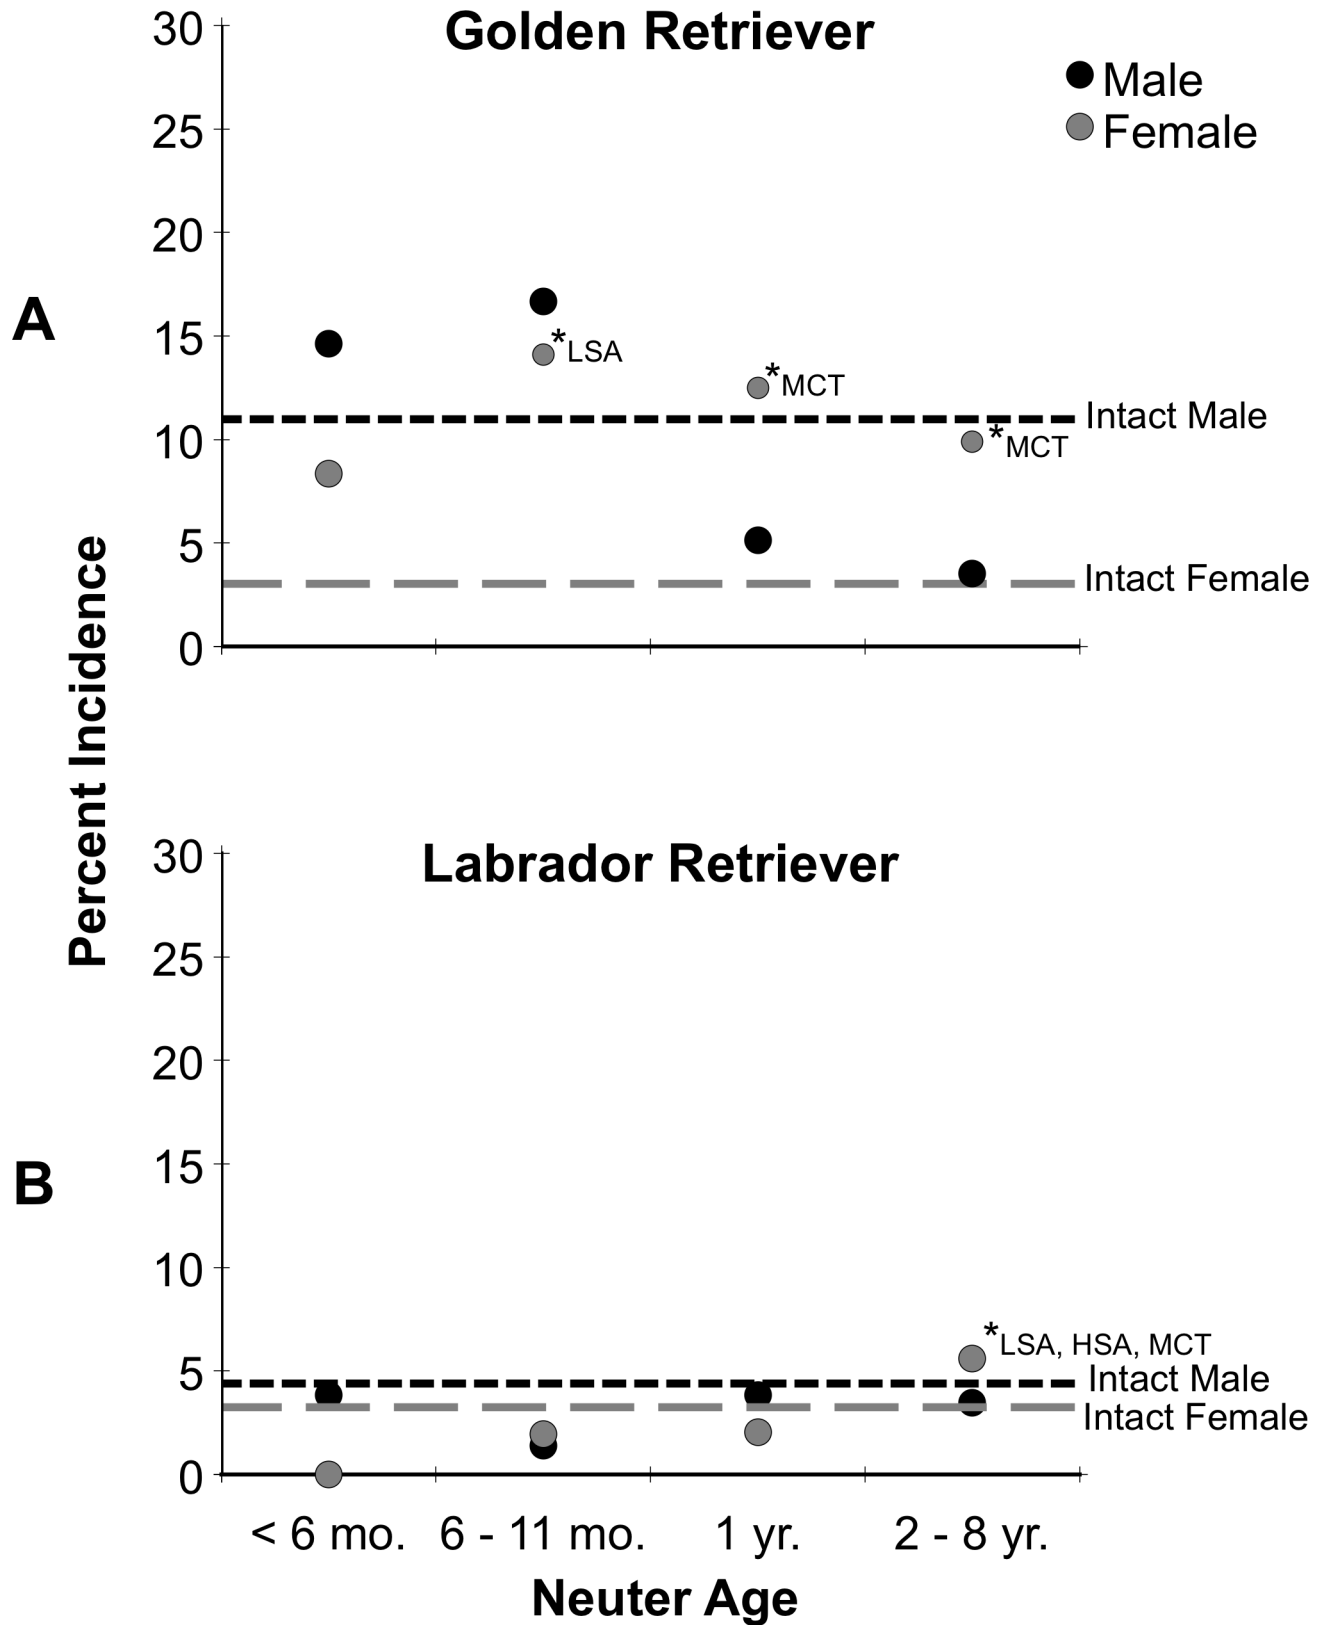 Golden Retriever
Male
Female
30
25
20
15
10
5
0
A
*LSA
*MCT
Intact Male
*MCT
Intact Female
Percent Incidence
Labrador Retriever
30
25
20
15
10
5
0
B
*LSA, HSA, MCT
Intact Male
Intact Female
< 6 mo. 6 - 11 mo. 1 yr. 2 - 8 yr.
Neuter Age